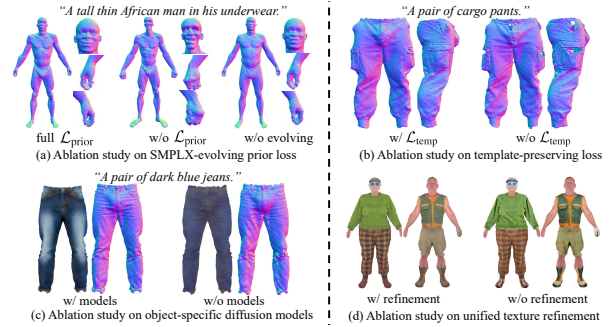 “A tall thin African man in his underwear.”
full ℒprior
w/o ℒprior
w/o evolving
(a) Ablation study on SMPLX-evolving prior loss
“A pair of cargo pants.”
w/ ℒtemp
w/o ℒtemp
(b) Ablation study on template-preserving loss
“A pair of dark blue jeans.”
w/ models
w/o models
(c) Ablation study on object-specific diffusion models
w/ refinement
w/o refinement
(d) Ablation study on unified texture refinement